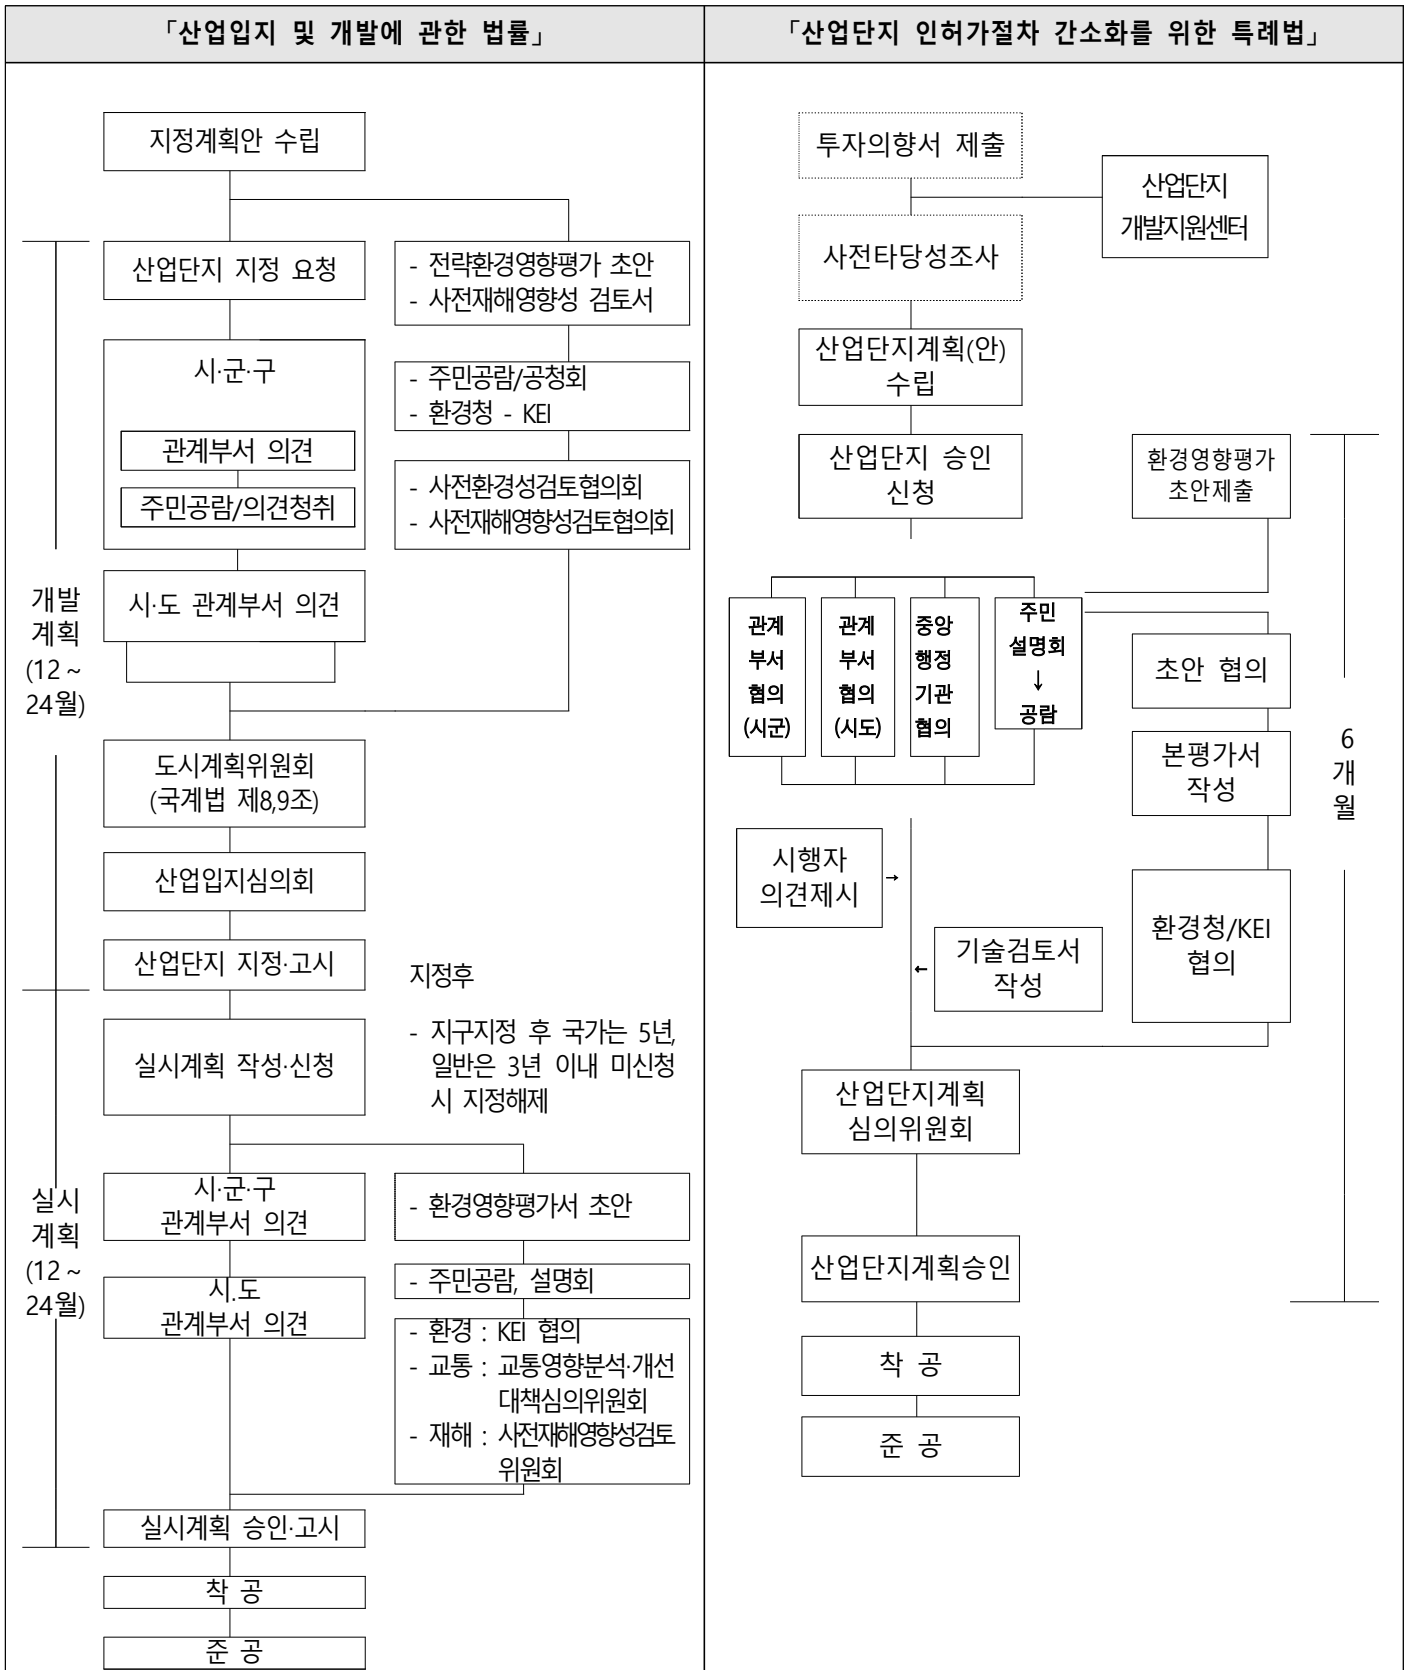 「산업입지 및 개발에 관한 법률」
지정계획안 수립
산업단지 지정 요청
- 전략환경영향평가 초안
- 사전재해영향성 검토서
시·군·구
관계부서 의견
주민공람/의견청취
- 주민공람/공청회
- 환경청 - KEI
- 사전환경성검토협의회
- 사전재해영향성검토협의회
시·도 관계부서 의견
개발
계획
(12~
24월)
도시계획위원회
(국계법 제8,9조)
산업입지심의회
산업단지 지정·고시
지정후
- 지구지정 후 국가는 5년,
일반은 3년 이내 미신청
시 지정해제
실시계획 작성·신청
실시
계획
(12~
24월)
시·군·구
관계부서 의견
- 환경영향평가서 초안
- 주민공람, 설명회
시.도
관계부서 의견
- 환경 : KEI 협의
- 교통 : 교통영향분석·개선
대책심의위원회
- 재해 : 사전재해영향성검토
위원회
실시계획 승인·고시
착 공
준 공
「산업단지 인허가절차 간소화를 위한 특례법」
투자의향서 제출
산업단지
개발지원센터
사전타당성조사
산업단지계획(안)
수립
산업단지 승인
신청
환경영향평가
초안제출
관계
부서
협의
(시군)
관계
부서
협의
(시도)
중앙
행정
기관
협의
주민
설명회
↓
공람
초안 협의
본평가서
작성
6
개
월
시행자
의견제시
→
기술검토서
작성
←
환경청/KEI
협의
산업단지계획
심의위원회
산업단지계획승인
착 공
준 공